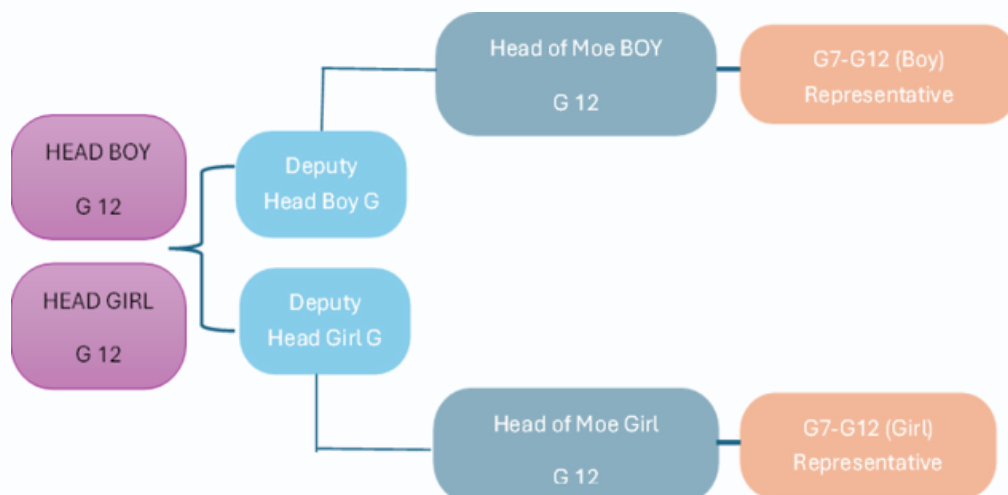 HEAD BOY
G 12
HEAD GIRL
G 12
Deputy
Head Boy G
Deputy
Head Girl G
Head of Moe BOY
G 12
G7-G12 (Boy)
Representative
Head of Moe Girl
G 12
G7-G12 (Girl)
Representative